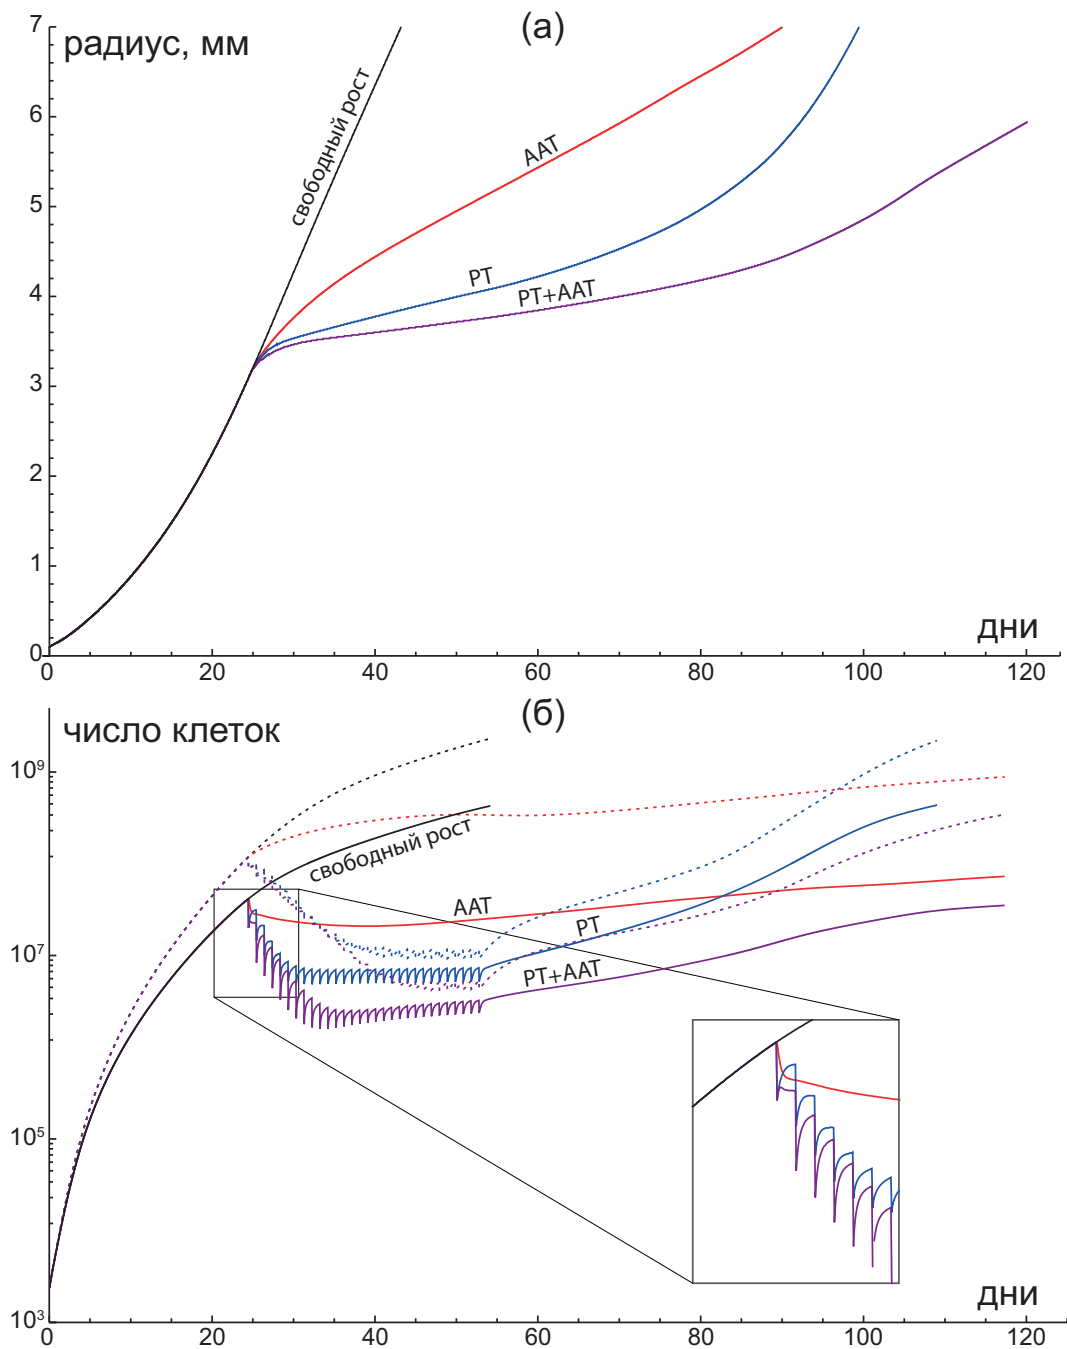 (а)
радиус, мм
7
6
5
4
3
2
1
0
свободный рост
ААТ
РТ
РТ+ААТ
дни
0 20 40 60 80 100 120
(б)
число клеток
10⁹
10⁷
10⁵
10³
свободный рост
ААТ
РТ
РТ+ААТ
дни
0 20 40 60 80 100 120